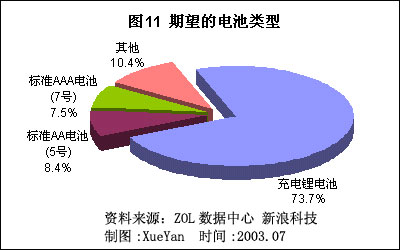 图11 期望的电池类型
其他
10.4%
标准AAA电池
(7号)
7.5%
标准AA电池
(5号)
8.4%
充电锂电池
73.7%
资料来源：ZOL数据中心 新浪科技
制图:XueYan 时间:2003.07